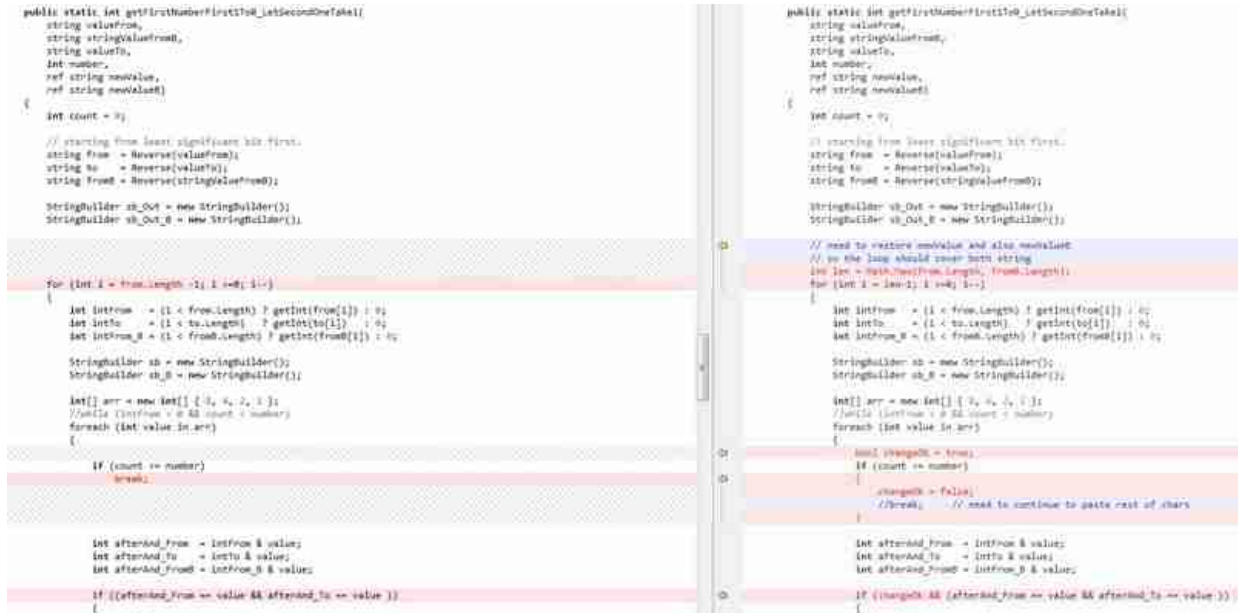 public static int getFirstNumberFirst1To0_LetSecondOneTake1(
string valueFrom,
string stringValueFromB,
string valueTo,
int number,
ref string newValue,
ref string newValueB)
{
int count = 0;
// starting from least significant bit first.
string from = Reverse(valueFrom);
string to = Reverse(valueTo);
string fromB = Reverse(stringValueFromB);
StringBuilder sb_Out = new StringBuilder();
StringBuilder sb_Out_B = new StringBuilder();
for (int i = from.Length -1; i >=0; i--)
{
int intFrom = (i < from.Length) ? getInt(from[i]) : 0;
int intTo = (i < to.Length) ? getInt(to[i]) : 0;
int intFrom_B = (i < fromB.Length) ? getInt(fromB[i]) : 0;
StringBuilder sb = new StringBuilder();
StringBuilder sb_B = new StringBuilder();
int[] arr = new int[] { 8, 4, 2, 1 };
//while (intFrom > 0 && count < number)
foreach (int value in arr)
{
if (count >= number)
break;
int afterAnd_From = intFrom & value;
int afterAnd_To = intTo & value;
int afterAnd_FromB = intFrom_B & value;
if ((afterAnd_From == value && afterAnd_To == value ))
{
public static int getFirstNumberFirst1To0_LetSecondOneTake1(
string valueFrom,
string stringValueFromB,
string valueTo,
int number,
ref string newValue,
ref string newValueB)
{
int count = 0;
// starting from least significant bit first.
string from = Reverse(valueFrom);
string to = Reverse(valueTo);
string fromB = Reverse(stringValueFromB);
StringBuilder sb_Out = new StringBuilder();
StringBuilder sb_Out_B = new StringBuilder();
// need to restore newValue and also newValueB
// so the loop should cover both string
int len = Math.Max(from.Length, fromB.Length);
for (int i = len-1; i >=0; i--)
{
int intFrom = (i < from.Length) ? getInt(from[i]) : 0;
int intTo = (i < to.Length) ? getInt(to[i]) : 0;
int intFrom_B = (i < fromB.Length) ? getInt(fromB[i]) : 0;
StringBuilder sb = new StringBuilder();
StringBuilder sb_B = new StringBuilder();
int[] arr = new int[] { 8, 4, 2, 1 };
//while (intFrom > 0 && count < number)
foreach (int value in arr)
{
bool changeOk = true;
if (count >= number)
{
changeOk = false;
//break; // need to continue to paste rest of chars
}
int afterAnd_From = intFrom & value;
int afterAnd_To = intTo & value;
int afterAnd_FromB = intFrom_B & value;
if (changeOk && (afterAnd_From == value && afterAnd_To == value ))
{